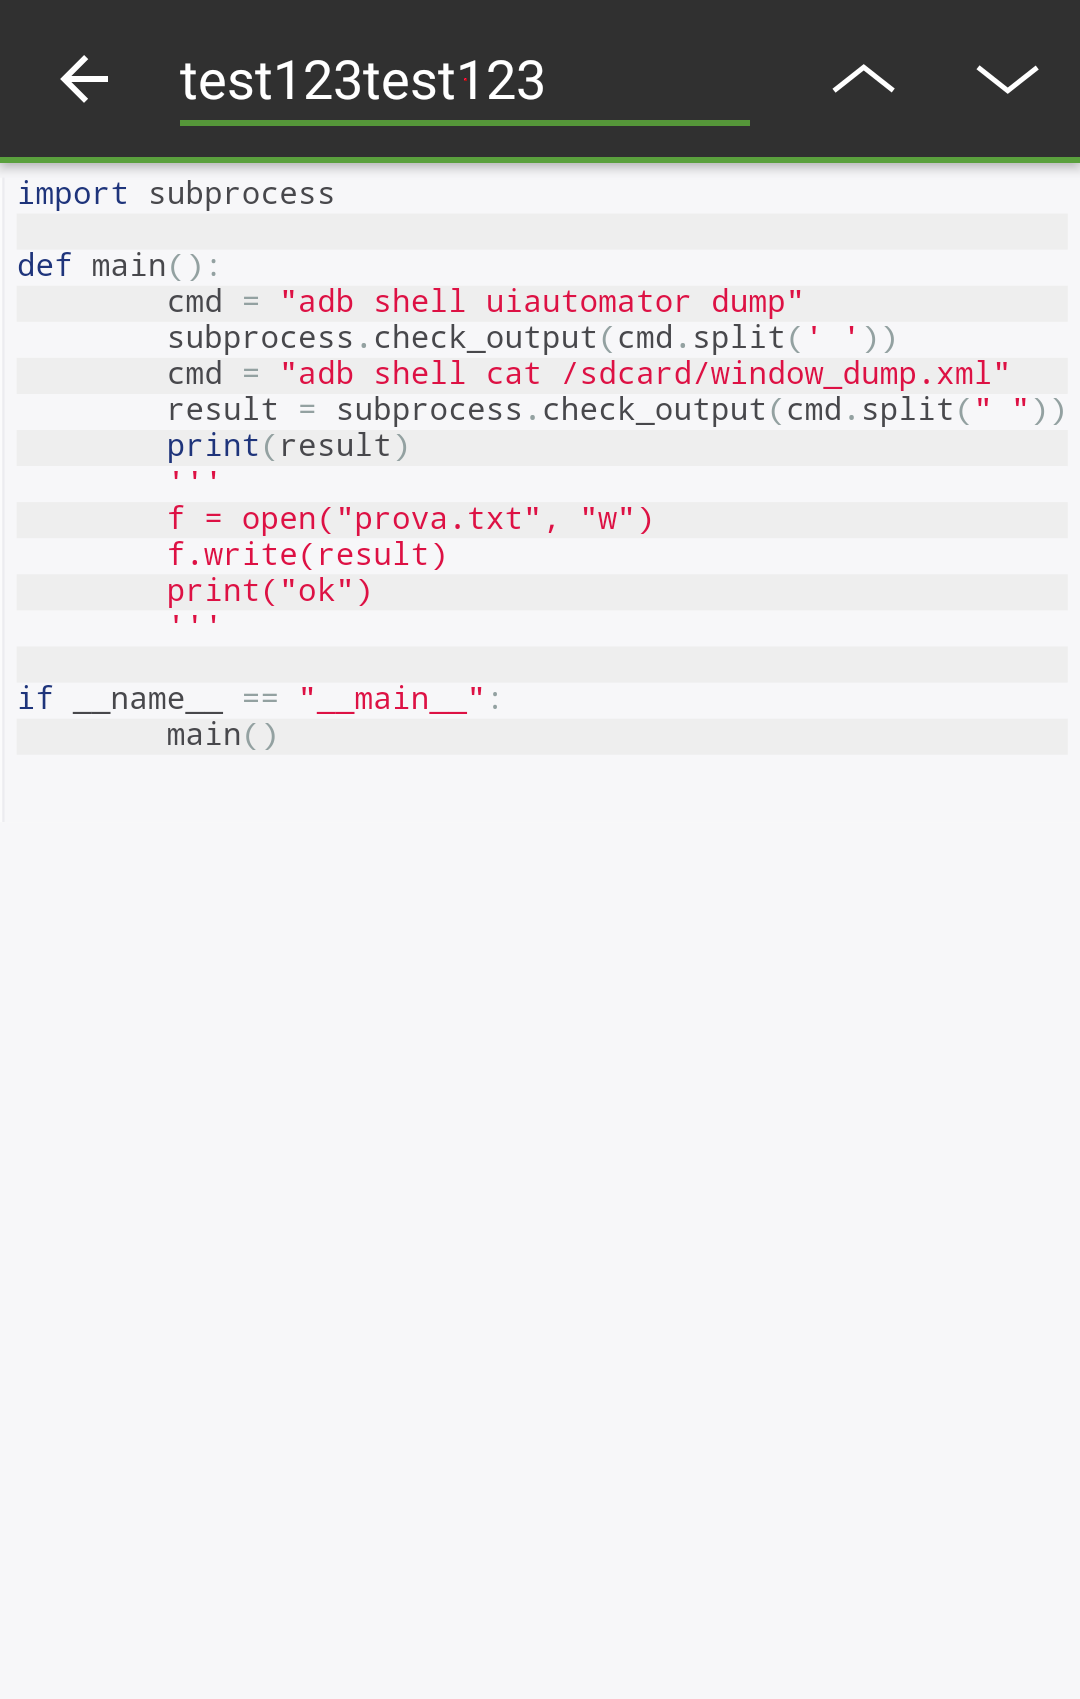 test123test123
import subprocess
def main():
cmd = "adb shell uiautomator dump"
subprocess.check_output(cmd.split(' '))
cmd = "adb shell cat /sdcard/window_dump.xml"
result = subprocess.check_output(cmd.split(" "))
print(result)
'''
f = open("prova.txt", "w")
f.write(result)
print("ok")
'''
if __name__ == "__main__":
main()